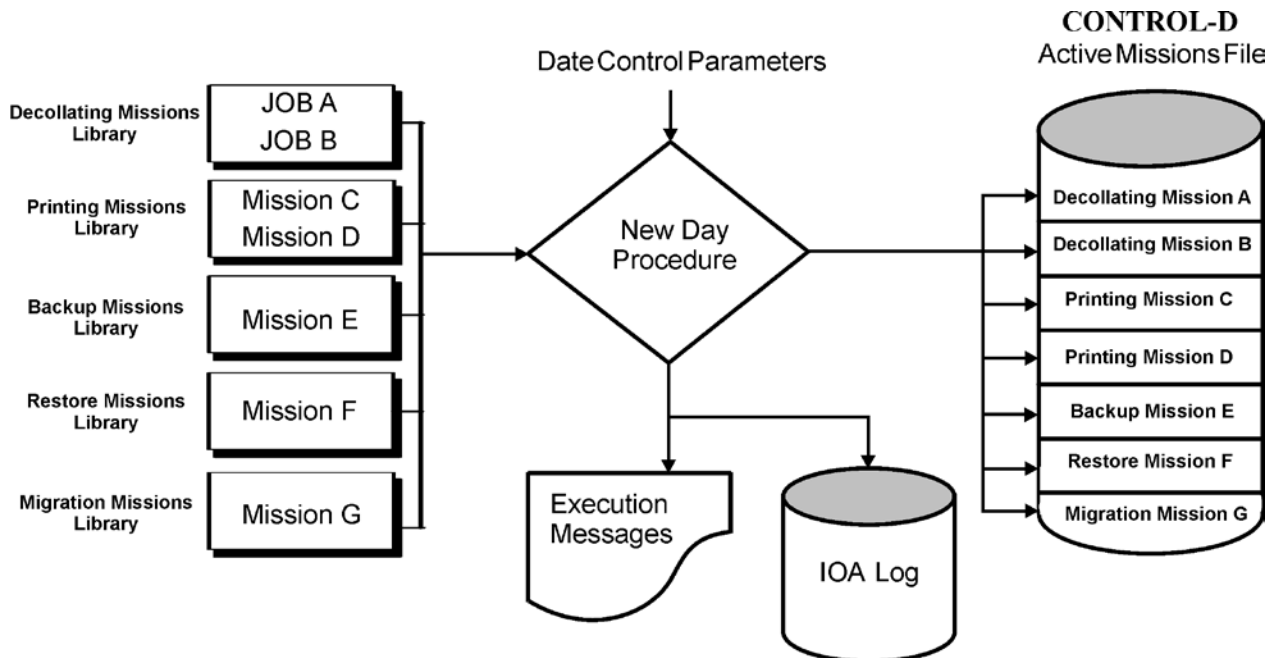 CONTROL-D
Active Missions File
Date Control Parameters
Decollating Missions
Library
JOB A
JOB B
Printing Missions
Library
Mission C
Mission D
Backup Missions
Library
Mission E
Restore Missions
Library
Mission F
Migration Missions
Library
Mission G
New Day
Procedure
Execution
Messages
IOA Log
Decollating Mission A
Decollating Mission B
Printing Mission C
Printing Mission D
Backup Mission E
Restore Mission F
Migration Mission G